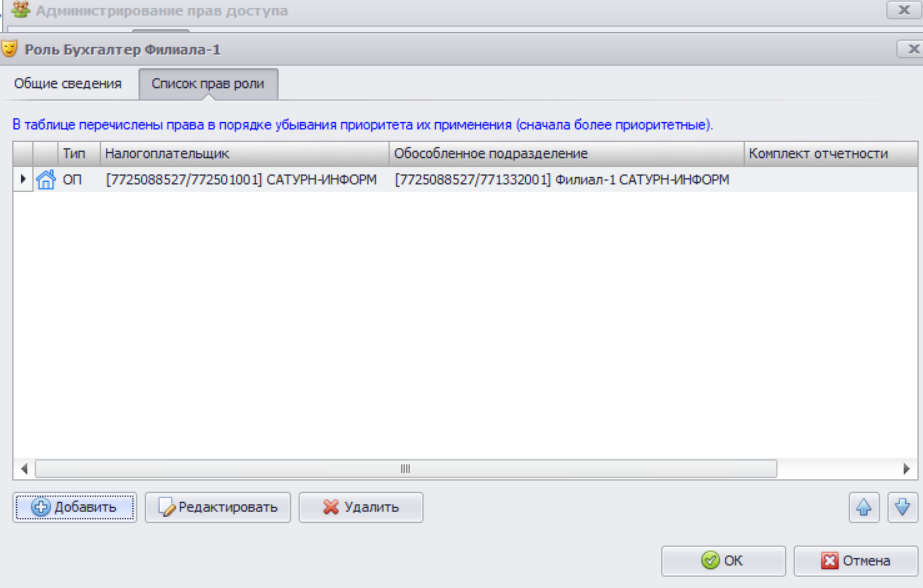 Администрирование прав доступа
Роль Бухгалтер Филиала-1
Общие сведения Список прав роли
В таблице перечислены права в порядке убывания приоритета их применения (сначала более приоритетные).
Тип Налогоплательщик Обособленное подразделение Комплект отчетности
ОП [7725088527/772501001] САТУРН-ИНФОРМ [7725088527/771332001] Филиал-1 САТУРН-ИНФОРМ
Добавить Редактировать Удалить
ОК Отмена